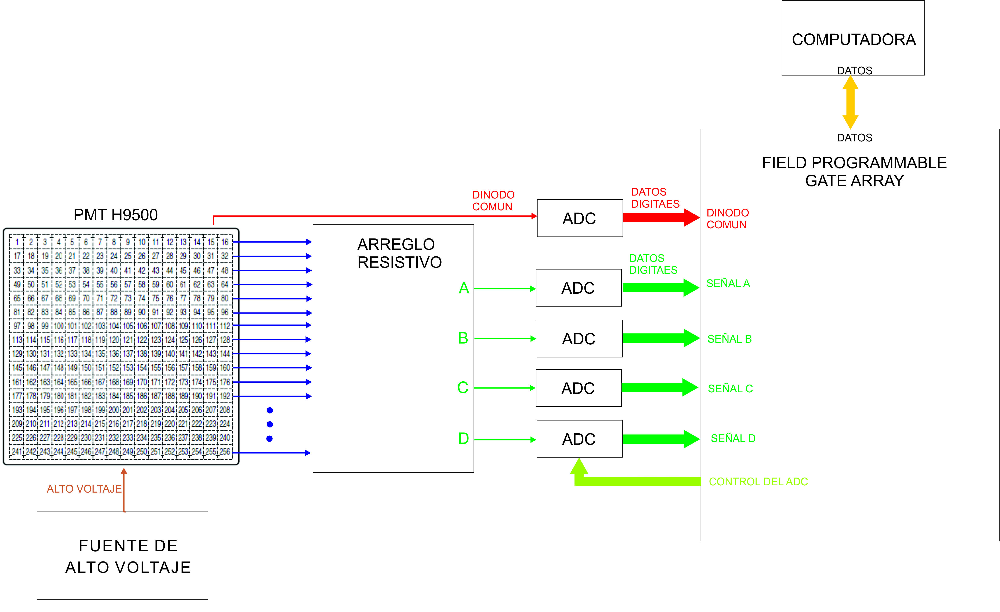 COMPUTADORA
DATOS
DATOS
FIELD PROGRAMMABLE
GATE ARRAY
DINODO
COMUN
DATOS
DIGITAES
ADC
DINODO
COMUN
PMT H9500
1 2 3 4 5 6 7 8 9 10 11 12 13 14 15 16
17 18 19 20 21 22 23 24 25 26 27 28 29 30 31 32
33 34 35 36 37 38 39 40 41 42 43 44 45 46 47 48
49 50 51 52 53 54 55 56 57 58 59 60 61 62 63 64
65 66 67 68 69 70 71 72 73 74 75 76 77 78 79 80
81 82 83 84 85 86 87 88 89 90 91 92 93 94 95 96
97 98 99 100 101 102 103 104 105 106 107 108 109 110 111 112
113 114 115 116 117 118 119 120 121 122 123 124 125 126 127 128
129 130 131 132 133 134 135 136 137 138 139 140 141 142 143 144
145 146 147 148 149 150 151 152 153 154 155 156 157 158 159 160
161 162 163 164 165 166 167 168 169 170 171 172 173 174 175 176
177 178 179 180 181 182 183 184 185 186 187 188 189 190 191 192
193 194 195 196 197 198 199 200 201 202 203 204 205 206 207 208
209 210 211 212 213 214 215 216 217 218 219 220 221 222 223 224
225 226 227 228 229 230 231 232 233 234 235 236 237 238 239 240
241 242 243 244 245 246 247 248 249 250 251 252 253 254 255 256
ARREGLO
RESISTIVO
DATOS
DIGITAES
A
ADC
SEÑAL A
B
ADC
SEÑAL B
C
ADC
SEÑAL C
D
ADC
SEÑAL D
CONTROL DEL ADC
ALTO VOLTAJE
FUENTE DE
ALTO VOLTAJE